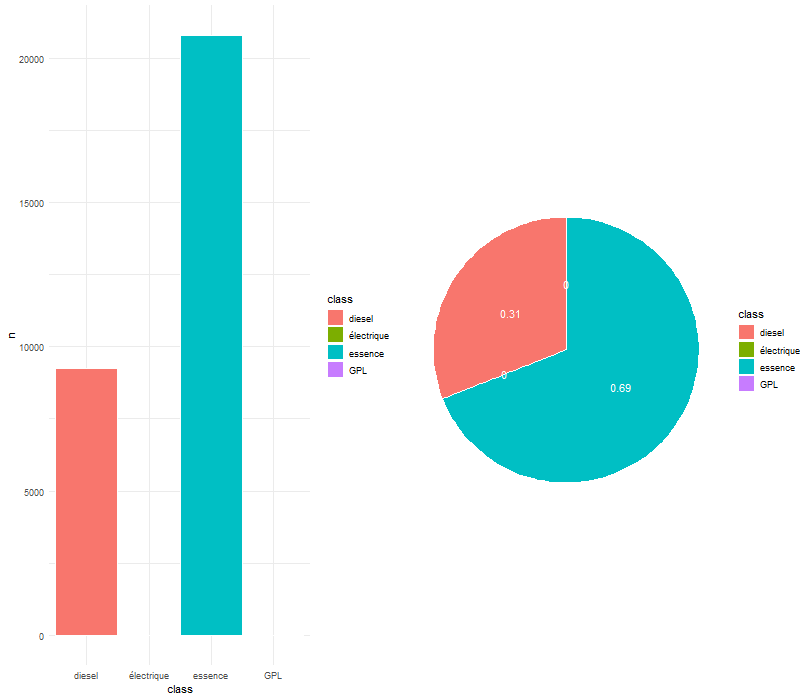 20000
15000
10000
5000
0
n
diesel
électrique
essence
GPL
class
class
diesel
électrique
essence
GPL
0
0.31
0
0.69
class
diesel
électrique
essence
GPL